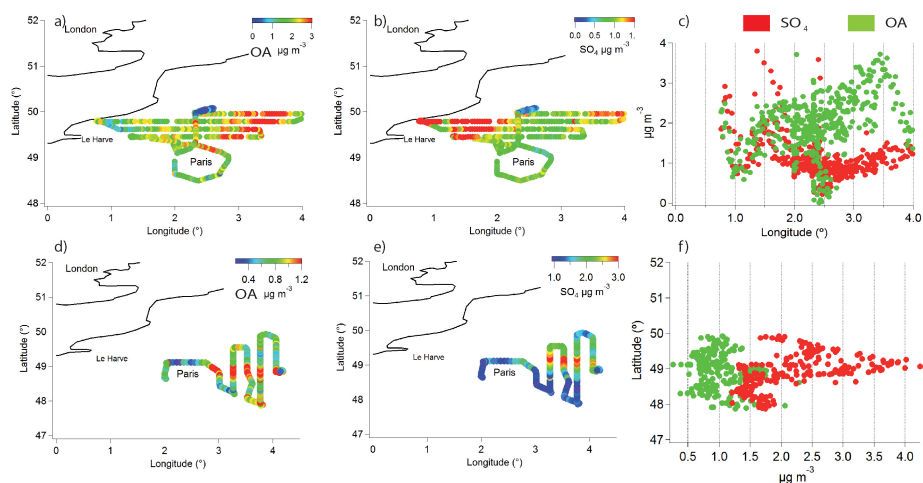 a)
London
OA
µg m⁻³
0 1 2 3
Le Harve
Paris
Latitude (°)
52
51
50
49
48
0 1 2 3 4
Longitude (°)
b)
London
SO₄ µg m⁻³
0.0 0.5 1.0 1.
Le Harve
Paris
Latitude (°)
52
51
50
49
48
0 1 2 3 4
Longitude (°)
c)
SO₄
OA
µg m⁻³
4
3
2
1
0
0.0 1.0 2.0 3.0 4.0
Longitude (º)
d)
London
0.4 0.8 1.2
OA µg m⁻³
Le Harve
Paris
Latitude (°)
52
51
50
49
48
47
0 1 2 3 4
Longitude (°)
e)
London
1.0 2.0 3.0
SO₄ µg m⁻³
Le Harve
Paris
Latitude (°)
52
51
50
49
48
47
0 1 2 3 4
Longitude (°)
f)
Latitude (°)
52
51
50
49
48
47
0.5 1.0 1.5 2.0 2.5 3.0 3.5 4.0
µg m⁻³